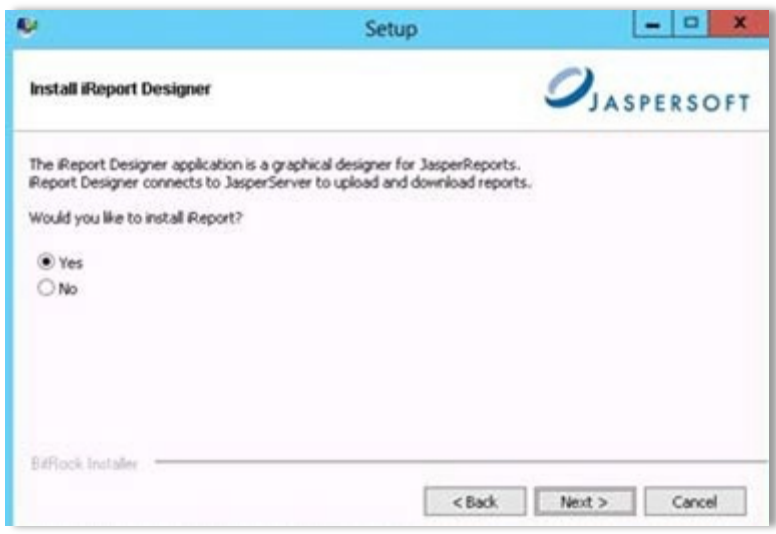 Setup
Install iReport Designer
JASPERSOFT
The iReport Designer application is a graphical designer for JasperReports.
iReport Designer connects to JasperServer to upload and download reports.
Would you like to install iReport?
Yes
No
BitRock Installer
< Back Next > Cancel